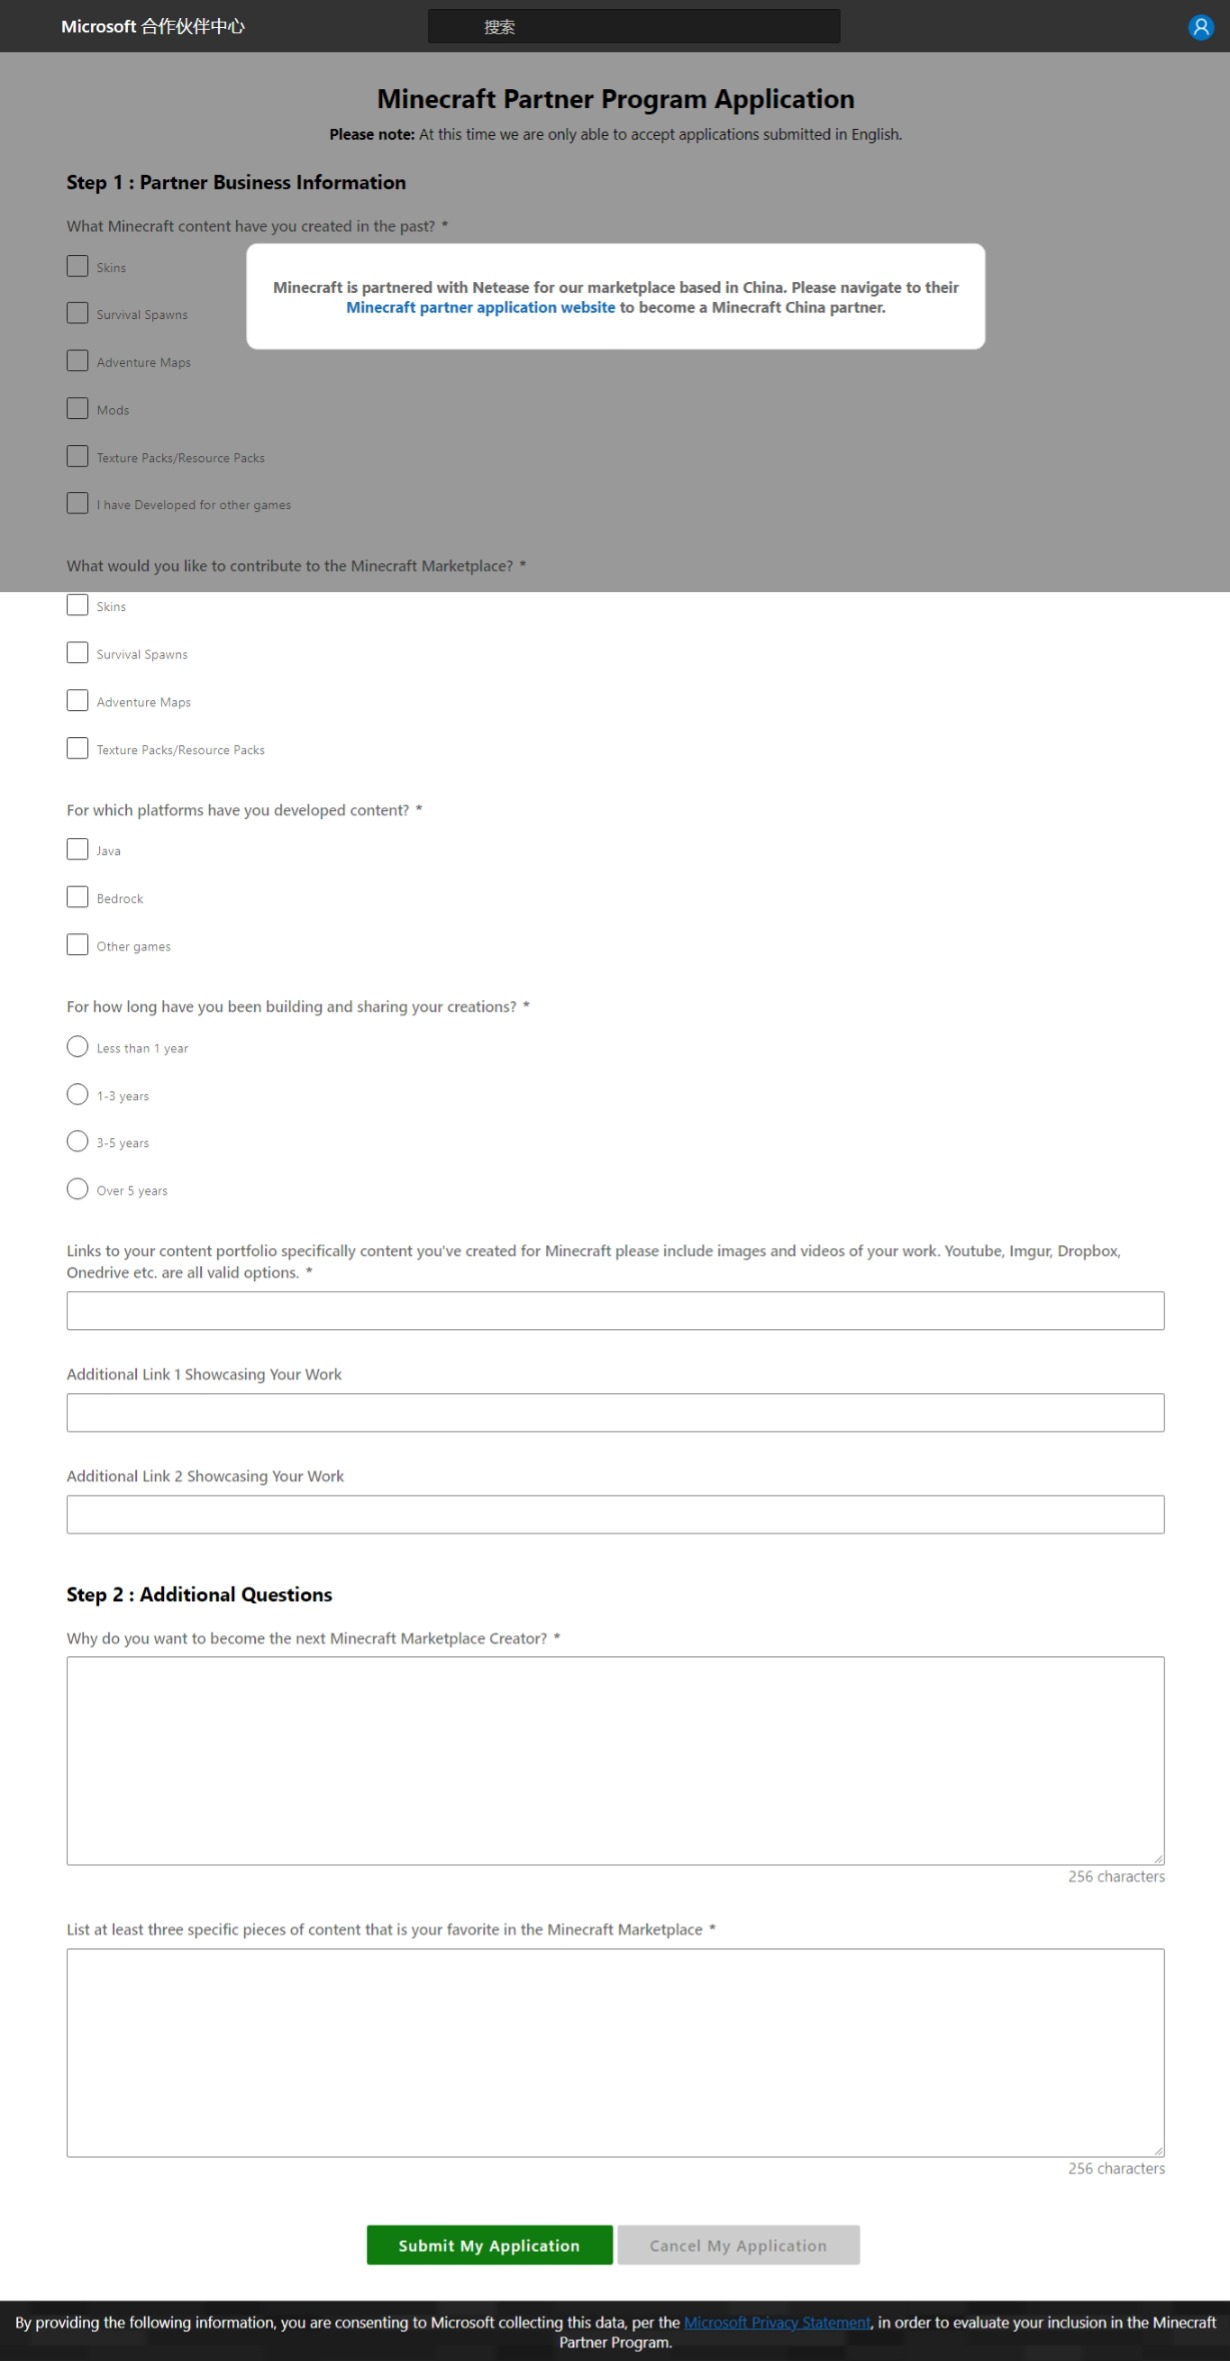 Microsoft 合作伙伴中心
搜索
Minecraft Partner Program Application
Please note: At this time we are only able to accept applications submitted in English.
Step 1 : Partner Business Information
What Minecraft content have you created in the past? *
Skins
Minecraft is partnered with Netease for our marketplace based in China. Please navigate to their
Minecraft partner application website to become a Minecraft China partner.
Survival Spawns
Adventure Maps
Mods
Texture Packs/Resource Packs
I have Developed for other games
What would you like to contribute to the Minecraft Marketplace? *
Skins
Survival Spawns
Adventure Maps
Texture Packs/Resource Packs
For which platforms have you developed content? *
Java
Bedrock
Other games
For how long have you been building and sharing your creations? *
Less than 1 year
1-3 years
3-5 years
Over 5 years
Links to your content portfolio specifically content you've created for Minecraft please include images and videos of your work. Youtube, Imgur, Dropbox,
Onedrive etc. are all valid options. *
Additional Link 1 Showcasing Your Work
Additional Link 2 Showcasing Your Work
Step 2 : Additional Questions
Why do you want to become the next Minecraft Marketplace Creator? *
256 characters
List at least three specific pieces of content that is your favorite in the Minecraft Marketplace *
256 characters
Submit My Application
Cancel My Application
By providing the following information, you are consenting to Microsoft collecting this data, per the Microsoft Privacy Statement, in order to evaluate your inclusion in the Minecraft
Partner Program.